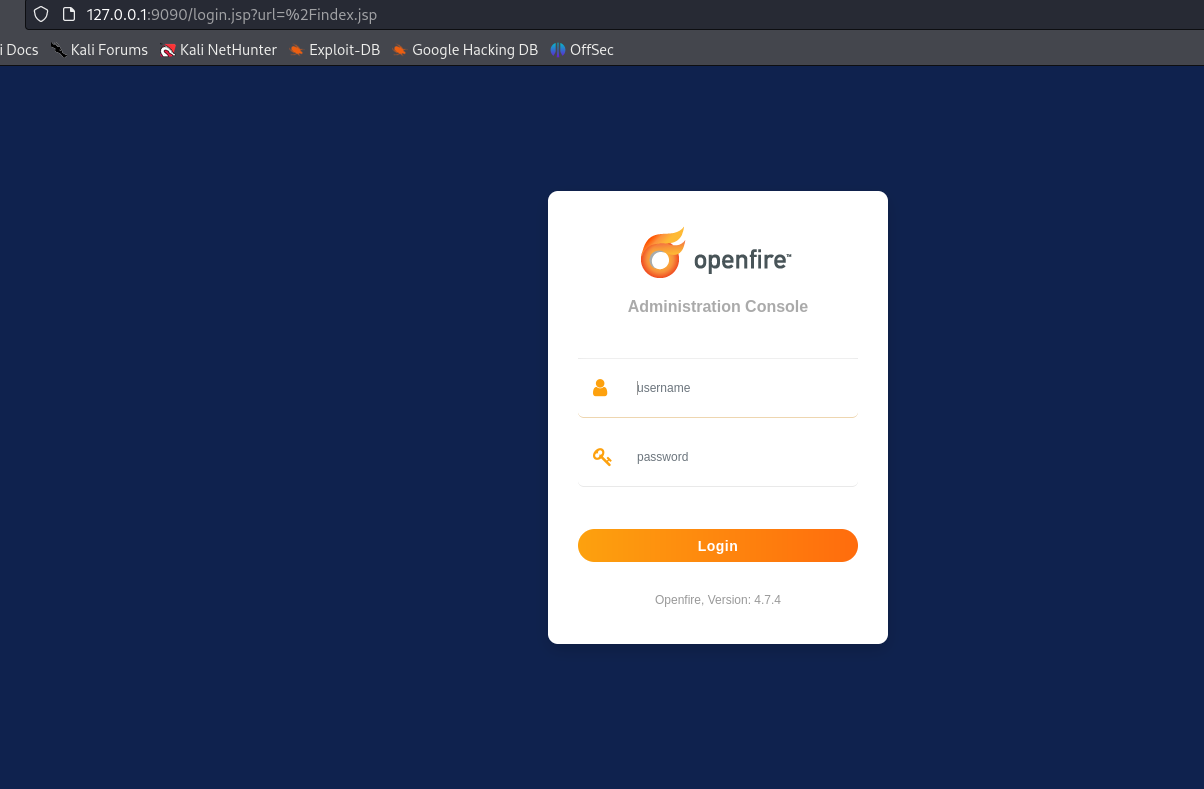 127.0.0.1:9090/login.jsp?url=%2Findex.jsp
i Docs Kali Forums Kali NetHunter Exploit-DB Google Hacking DB OffSec
openfire™
Administration Console
username
password
Login
Openfire, Version: 4.7.4